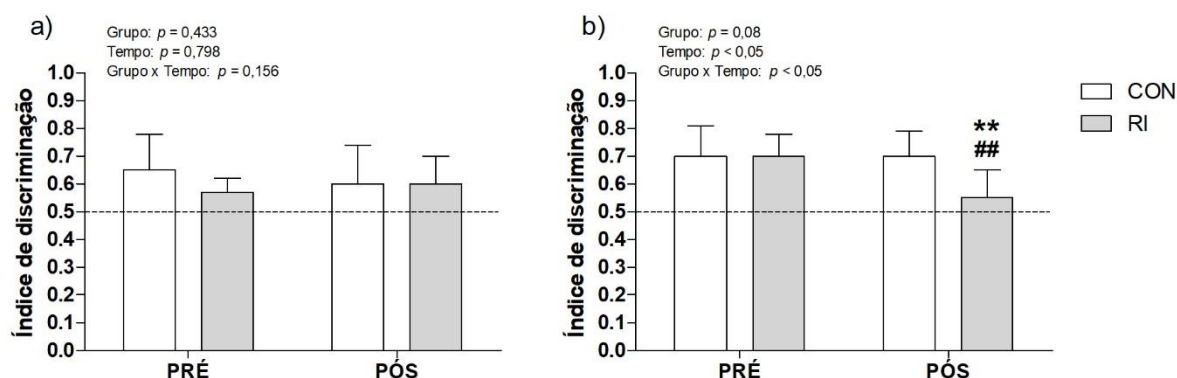 a)
Grupo: p = 0,433
Tempo: p = 0,798
Grupo x Tempo: p = 0,156
Índice de discriminação
1.0
0.9
0.8
0.7
0.6
0.5
0.4
0.3
0.2
0.1
0.0
PRÉ PÓS
b)
Grupo: p = 0,08
Tempo: p < 0,05
Grupo x Tempo: p < 0,05
Índice de discriminação
1.0
0.9
0.8
0.7
0.6
0.5
0.4
0.3
0.2
0.1
0.0
**
##
PRÉ PÓS
CON
RI